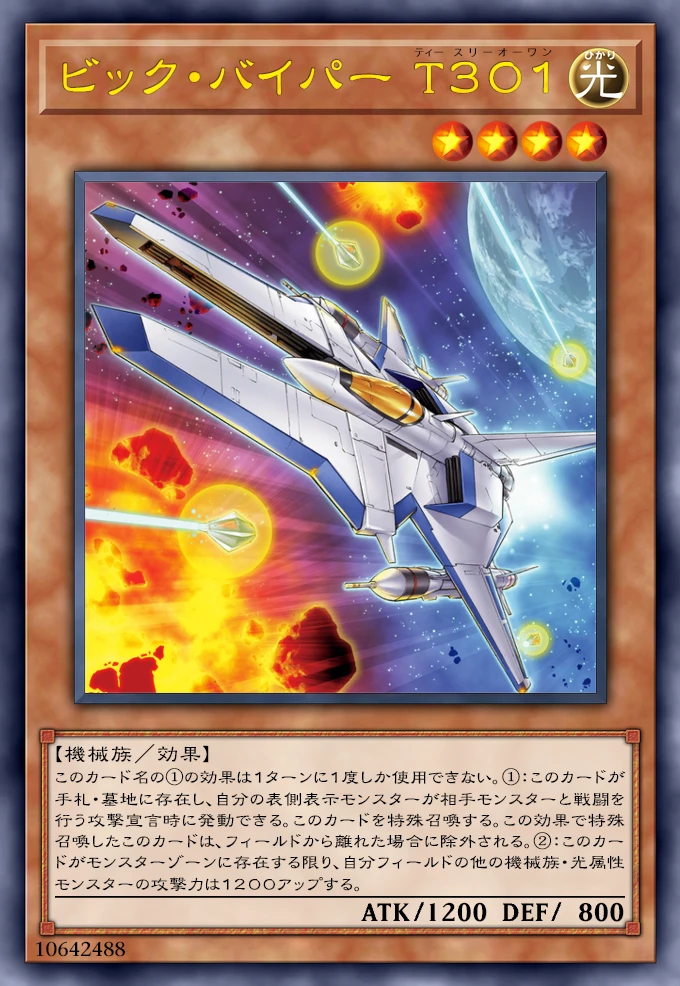 ティー スリーオーワン
ビック・バイパー T301
ひかり
光
【機械族／効果】
このカード名の①の効果は1ターンに1度しか使用できない。①：このカードが
手札・墓地に存在し、自分の表側表示モンスターが相手モンスターと戦闘を
行う攻撃宣言時に発動できる。このカードを特殊召喚する。この効果で特殊
召喚したこのカードは、フィールドから離れた場合に除外される。②：このカー
ドがモンスターゾーンに存在する限り、自分フィールドの他の機械族・光属性
モンスターの攻撃力は1200アップする。
ATK/1200 DEF/ 800
10642488